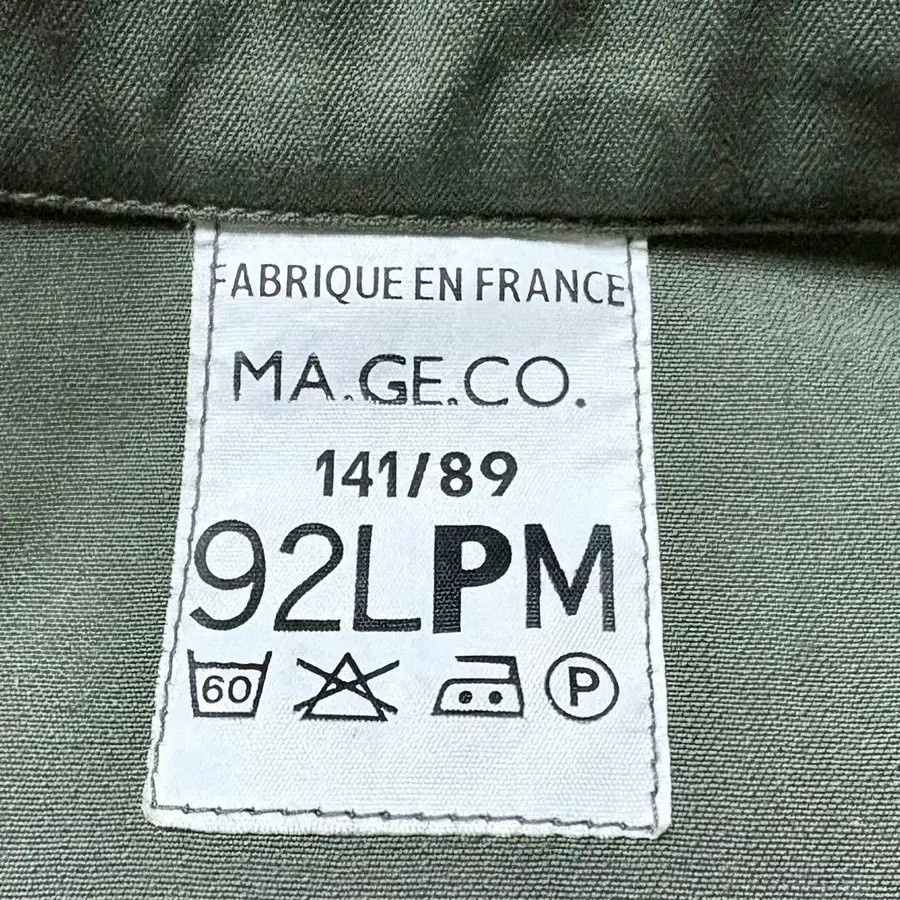 FABRIQUE EN FRANCE
MA.GE.CO.
141/89
92LPM
60 P